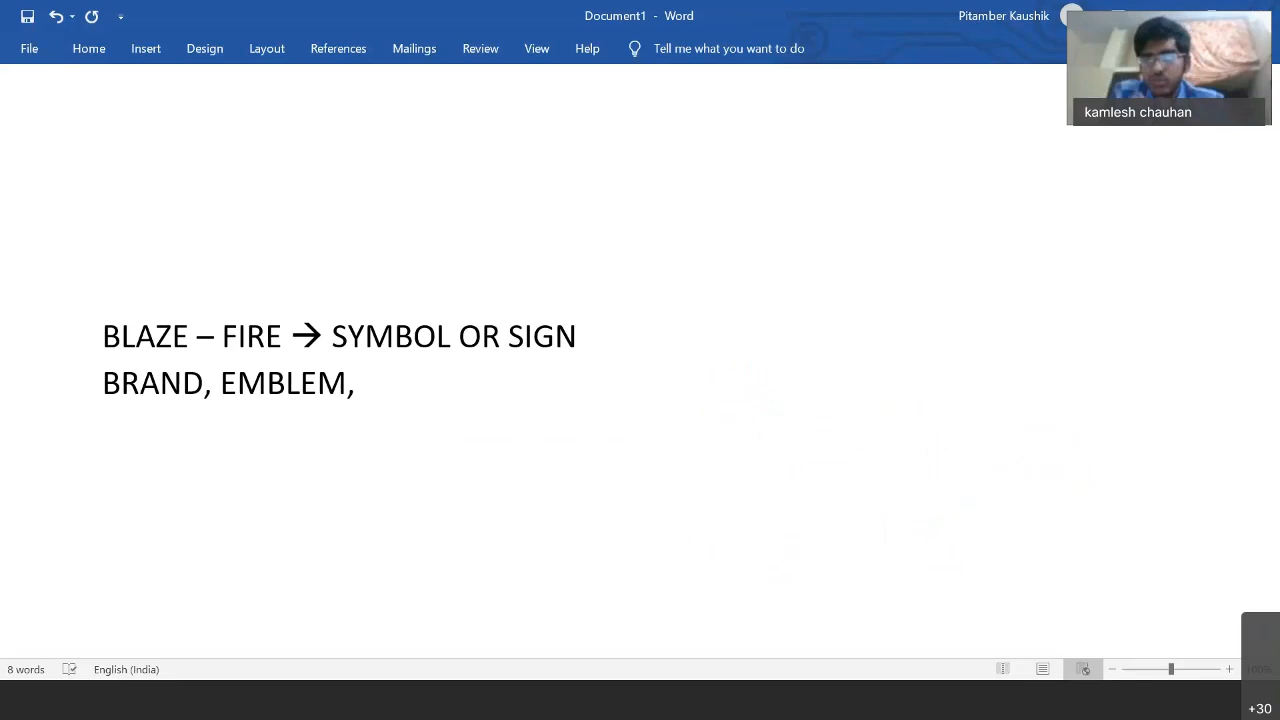 Document1 - Word
Pitamber Kaushik
File Home Insert Design Layout References Mailings Review View Help Tell me what you want to do
kamlesh chauhan
BLAZE – FIRE → SYMBOL OR SIGN
BRAND, EMBLEM,
8 words English (India)
+30